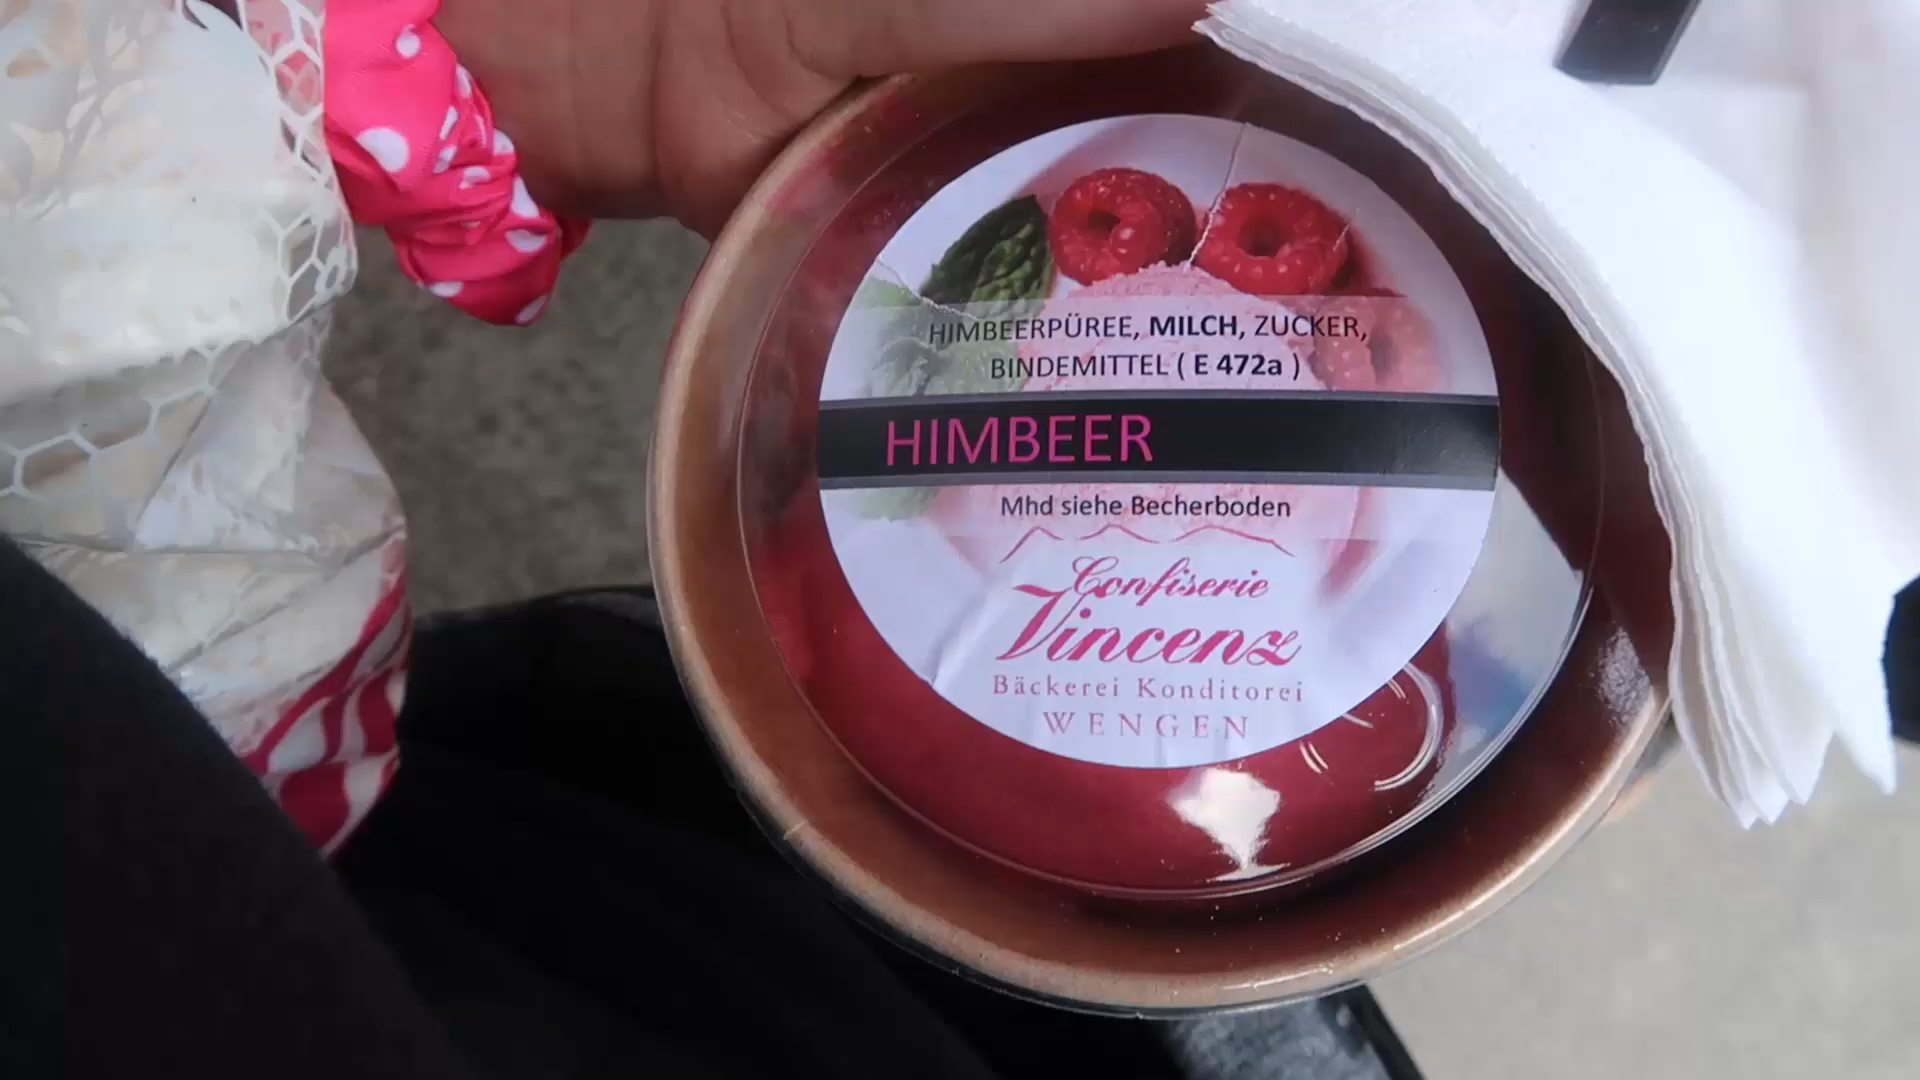 HIMBEERPÜREE, MILCH, ZUCKER,
BINDEMITTEL ( E 472a )
HIMBEER
Mhd siehe Becherboden
Confiserie
Vincenz
Bäckerei Konditorei
WENGEN